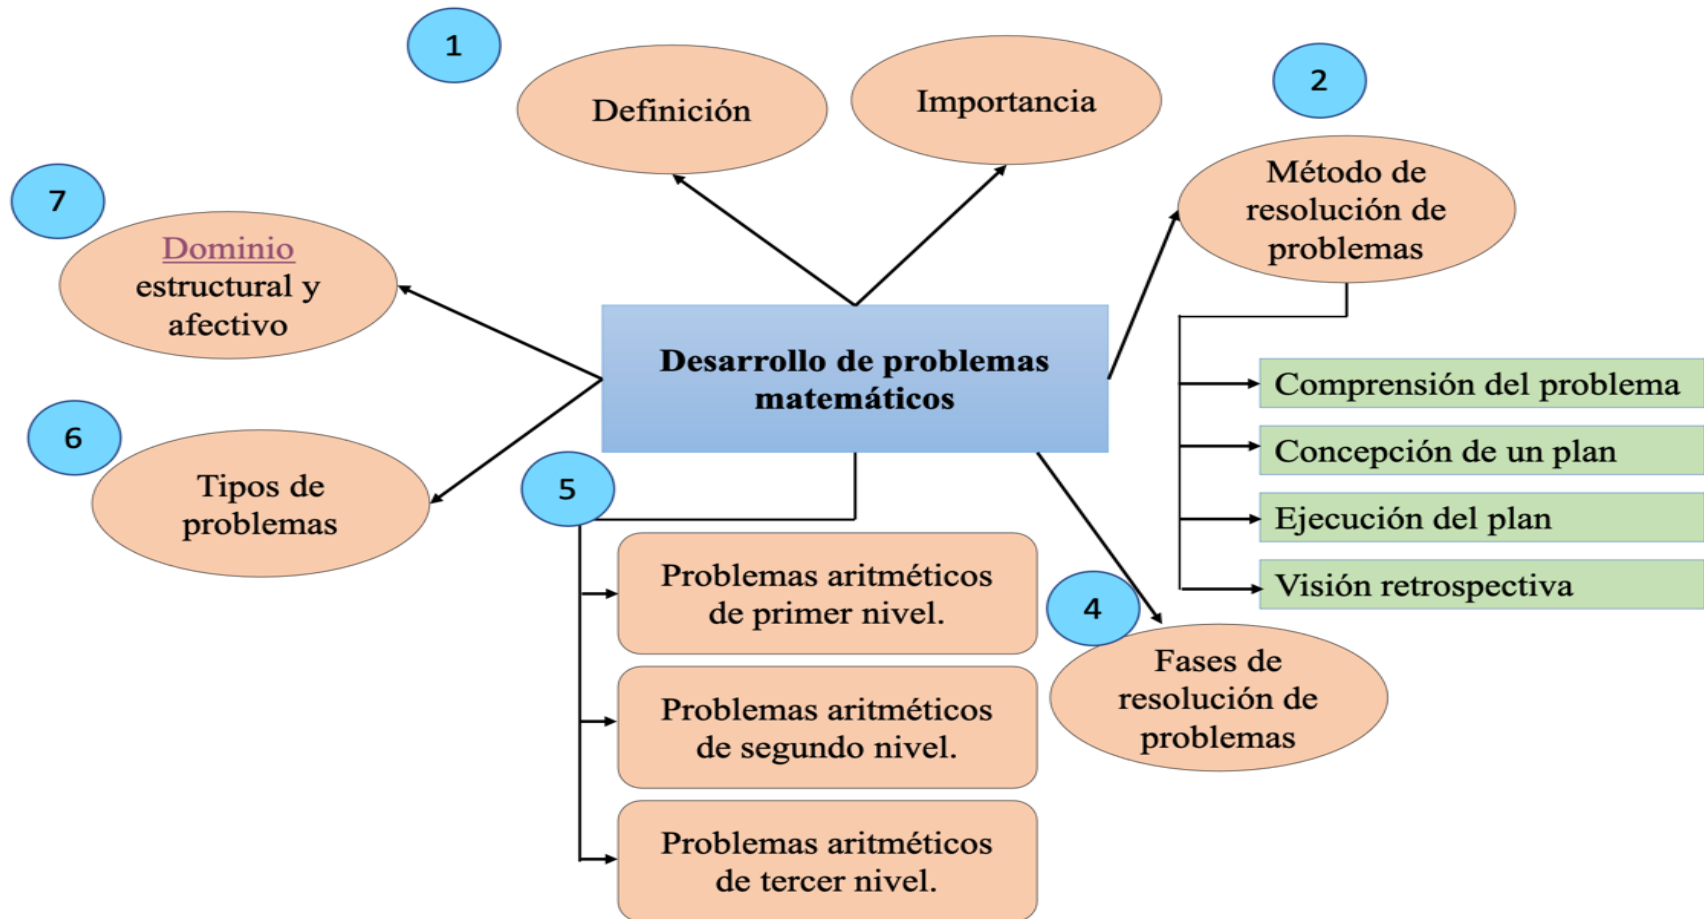 1
Definición
Importancia
2
Método de
resolución de
problemas
7
Dominio
estructural y
afectivo
Desarrollo de problemas
matemáticos
Comprensión del problema
Concepción de un plan
Ejecución del plan
Visión retrospectiva
6
Tipos de
problemas
5
Problemas aritméticos
de primer nivel.
Problemas aritméticos
de segundo nivel.
Problemas aritméticos
de tercer nivel.
4
Fases de
resolución de
problemas